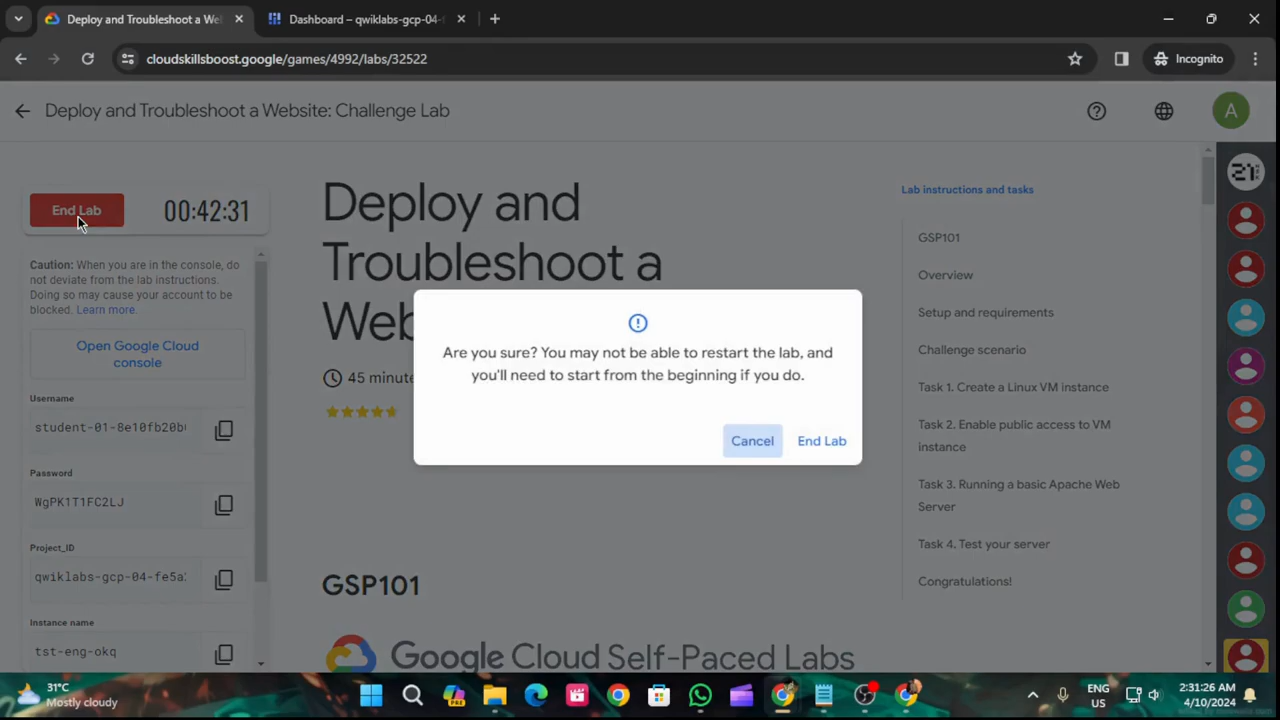 Deploy and Troubleshoot a We
Dashboard – qwiklabs-gcp-04-
cloudskillsboost.google/games/4992/labs/32522
Incognito
Deploy and Troubleshoot a Website: Challenge Lab
A
End Lab
00:42:31
Caution: When you are in the console, do
not deviate from the lab instructions.
Doing so may cause your account to be
blocked. Learn more.
Open Google Cloud
console
Username
student-01-8e10fb20b
Password
WgPK1T1FC2LJ
Project_ID
qwiklabs-gcp-04-fe5a
Instance name
tst-eng-okq
Deploy and
Troubleshoot a
Web
45 minute
GSP101
Google Cloud Self-Paced Labs
Are you sure? You may not be able to restart the lab, and
you'll need to start from the beginning if you do.
Cancel
End Lab
Lab instructions and tasks
GSP101
Overview
Setup and requirements
Challenge scenario
Task 1. Create a Linux VM instance
Task 2. Enable public access to VM
instance
Task 3. Running a basic Apache Web
Server
Task 4. Test your server
Congratulations!
21
31°C
Mostly cloudy
PRE
ENG
US
2:31:26 AM
4/10/2024